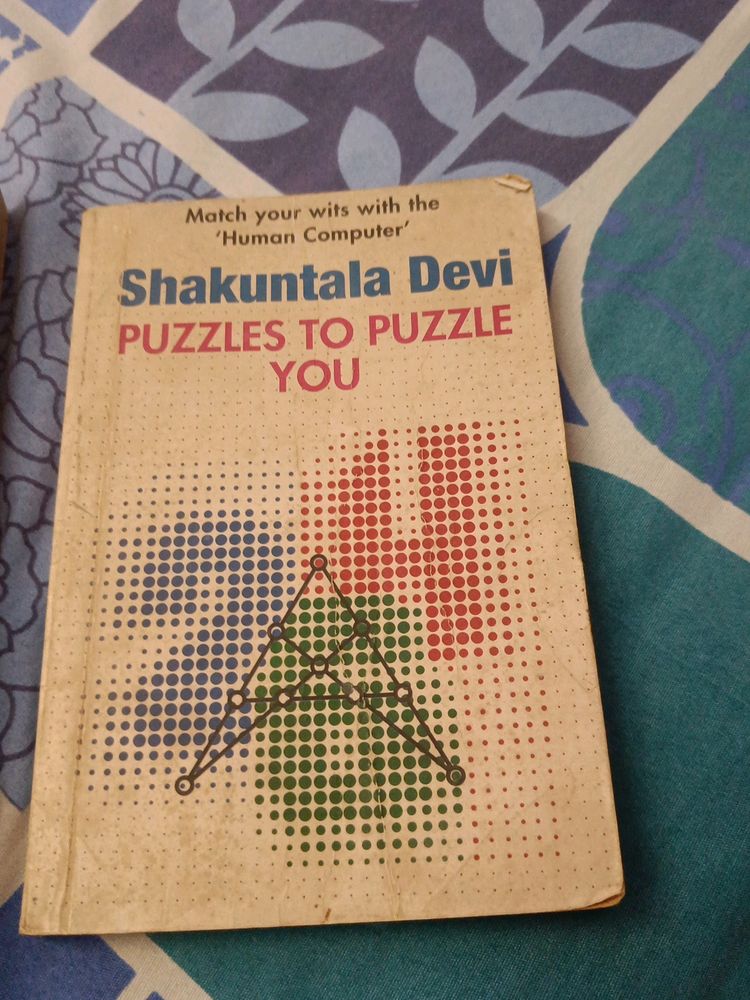 Match your wits with the
'Human Computer'
Shakuntala Devi
PUZZLES TO PUZZLE
YOU